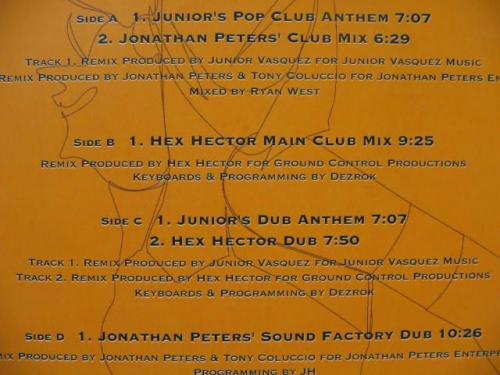 Side A 1. Junior's Pop Club Anthem 7:07
2. Jonathan Peters' Club Mix 6:29
Track 1. Remix Produced by Junior Vasquez for Junior Vasquez Music
Remix Produced by Jonathan Peters & Tony Coluccio for Jonathan Peters
Mixed by Ryan West
Side B 1. Hex Hector Main Club Mix 9:25
Remix Produced by Hex Hector for Ground Control Productions
Keyboards & Programming by Dezrok
Side C 1. Junior's Dub Anthem 7:07
2. Hex Hector Dub 7:50
Track 1. Remix Produced by Junior Vasquez for Junior Vasquez Music
Track 2. Remix Produced by Hex Hector for Ground Control Productions
Keyboards & Programming by Dezrok
Side D 1. Jonathan Peters' Sound Factory Dub 10:26
Produced by Jonathan Peters & Tony Coluccio for Jonathan Peters
Programming by JH